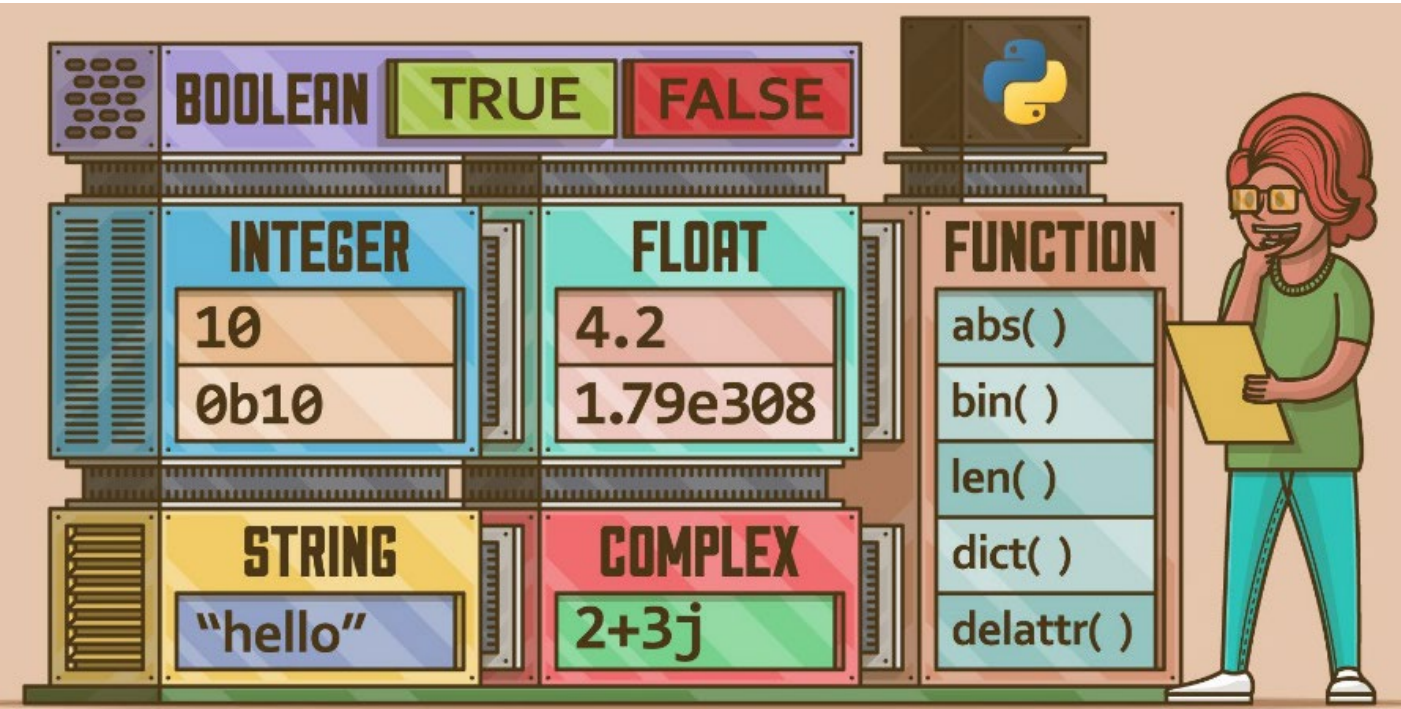 BOOLEAN TRUE FALSE
INTEGER
10
0b10
FLOAT
4.2
1.79e308
STRING
“hello”
COMPLEX
2+3j
FUNCTION
abs( )
bin( )
len( )
dict( )
delattr( )